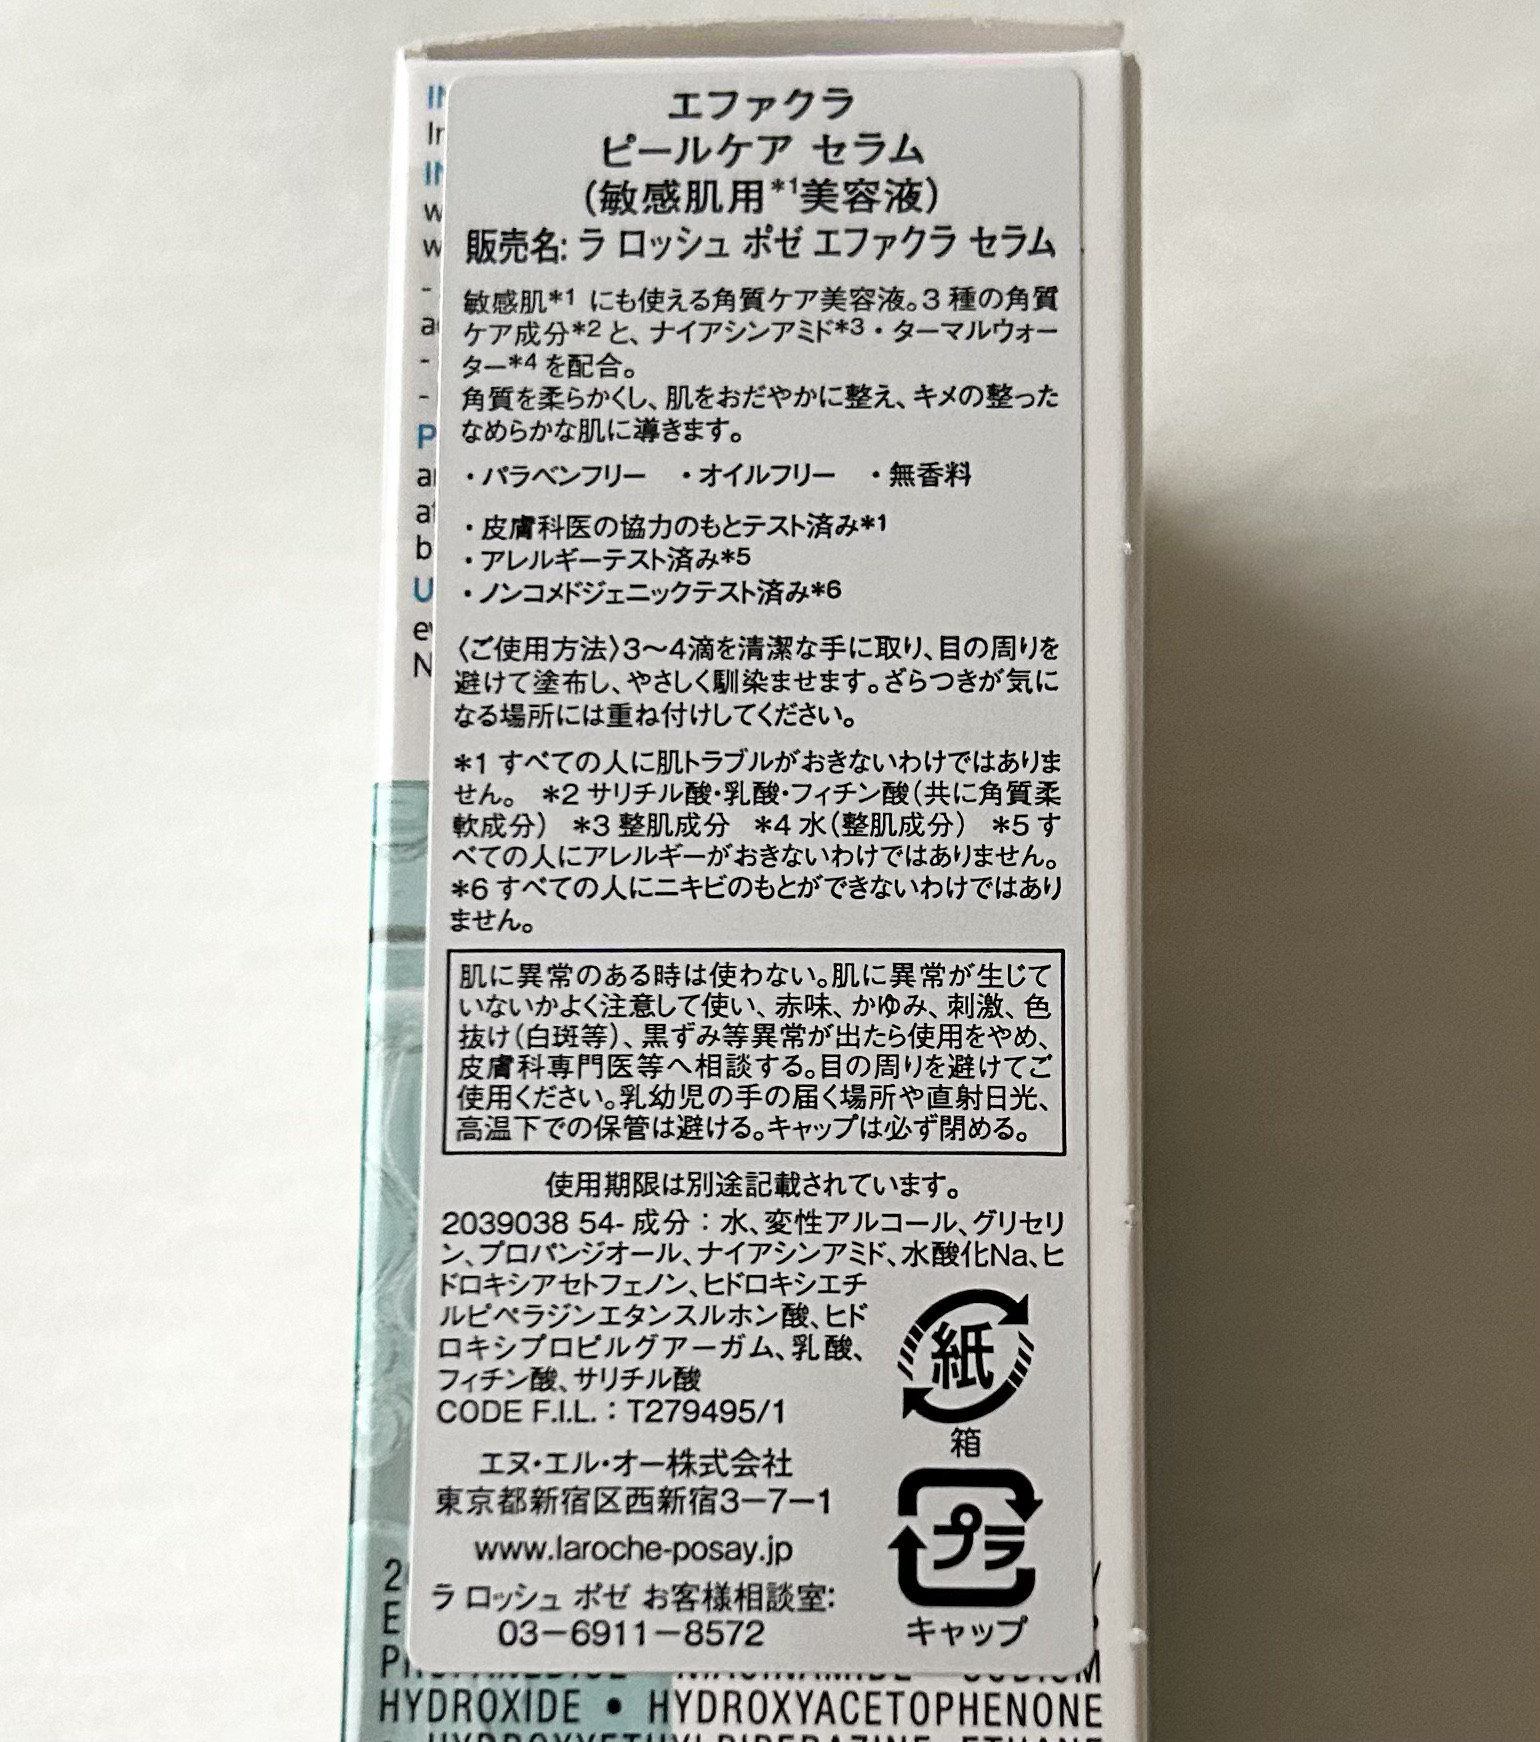 エファクラ
ピールケア セラム
(敏感肌用*1美容液)
販売名: ラ ロッシュ ポゼ エファクラ セラム
敏感肌*1 にも使える角質ケア美容液。3 種の角質
ケア成分*2 と、ナイアシンアミド*3・ターマルウォー
ター*4 を配合。
角質を柔らかくし、肌をおだやかに整え、キメの整った
なめらかな肌に導きます。
・パラベンフリー ・オイルフリー ・無香料
・皮膚科医の協力のもとテスト済み*1
・アレルギーテスト済み*5
・ノンコメドジェニックテスト済み*6
〈ご使用方法〉3〜4滴を清潔な手に取り、目の周りを
避けて塗布し、やさしく馴染ませます。ざらつきが気に
なる場所には重ね付けしてください。
*1 すべての人に肌トラブルがおきないわけではありま
せん。 *2 サリチル酸・乳酸・フィチン酸(共に角質柔
軟成分) *3 整肌成分 *4 水(整肌成分) *5 す
べての人にアレルギーがおきないわけではありません。
*6 すべての人にニキビのもとができないわけではあり
ません。
肌に異常のある時は使わない。肌に異常が生じて
いないかよく注意して使い、赤味、かゆみ、刺激、色
抜け(白斑等)、黒ずみ等異常が出たら使用をやめ、
皮膚科専門医等へ相談する。目の周りを避けてご
使用ください。乳幼児の手の届く場所や直射日光、
高温下での保管は避ける。キャップは必ず閉める。
使用期限は別途記載されています。
2039038 54- 成分：水、変性アルコール、グリセリ
ン、プロパンジオール、ナイアシンアミド、水酸化Na、ヒ
ドロキシアセトフェノン、ヒドロキシエチ
ルピペラジンエタンスルホン酸、ヒド
ロキシプロピルグアーガム、乳酸、
フィチン酸、サリチル酸
CODE F.I.L.：T279495/1
紙
箱
エヌ・エル・オー株式会社
東京都新宿区西新宿3－7－1
www.laroche-posay.jp
ラ ロッシュ ポゼ お客様相談室:
03－6911－8572
プラ
キャップ
HYDROXIDE • HYDROXYACETOPHENONE